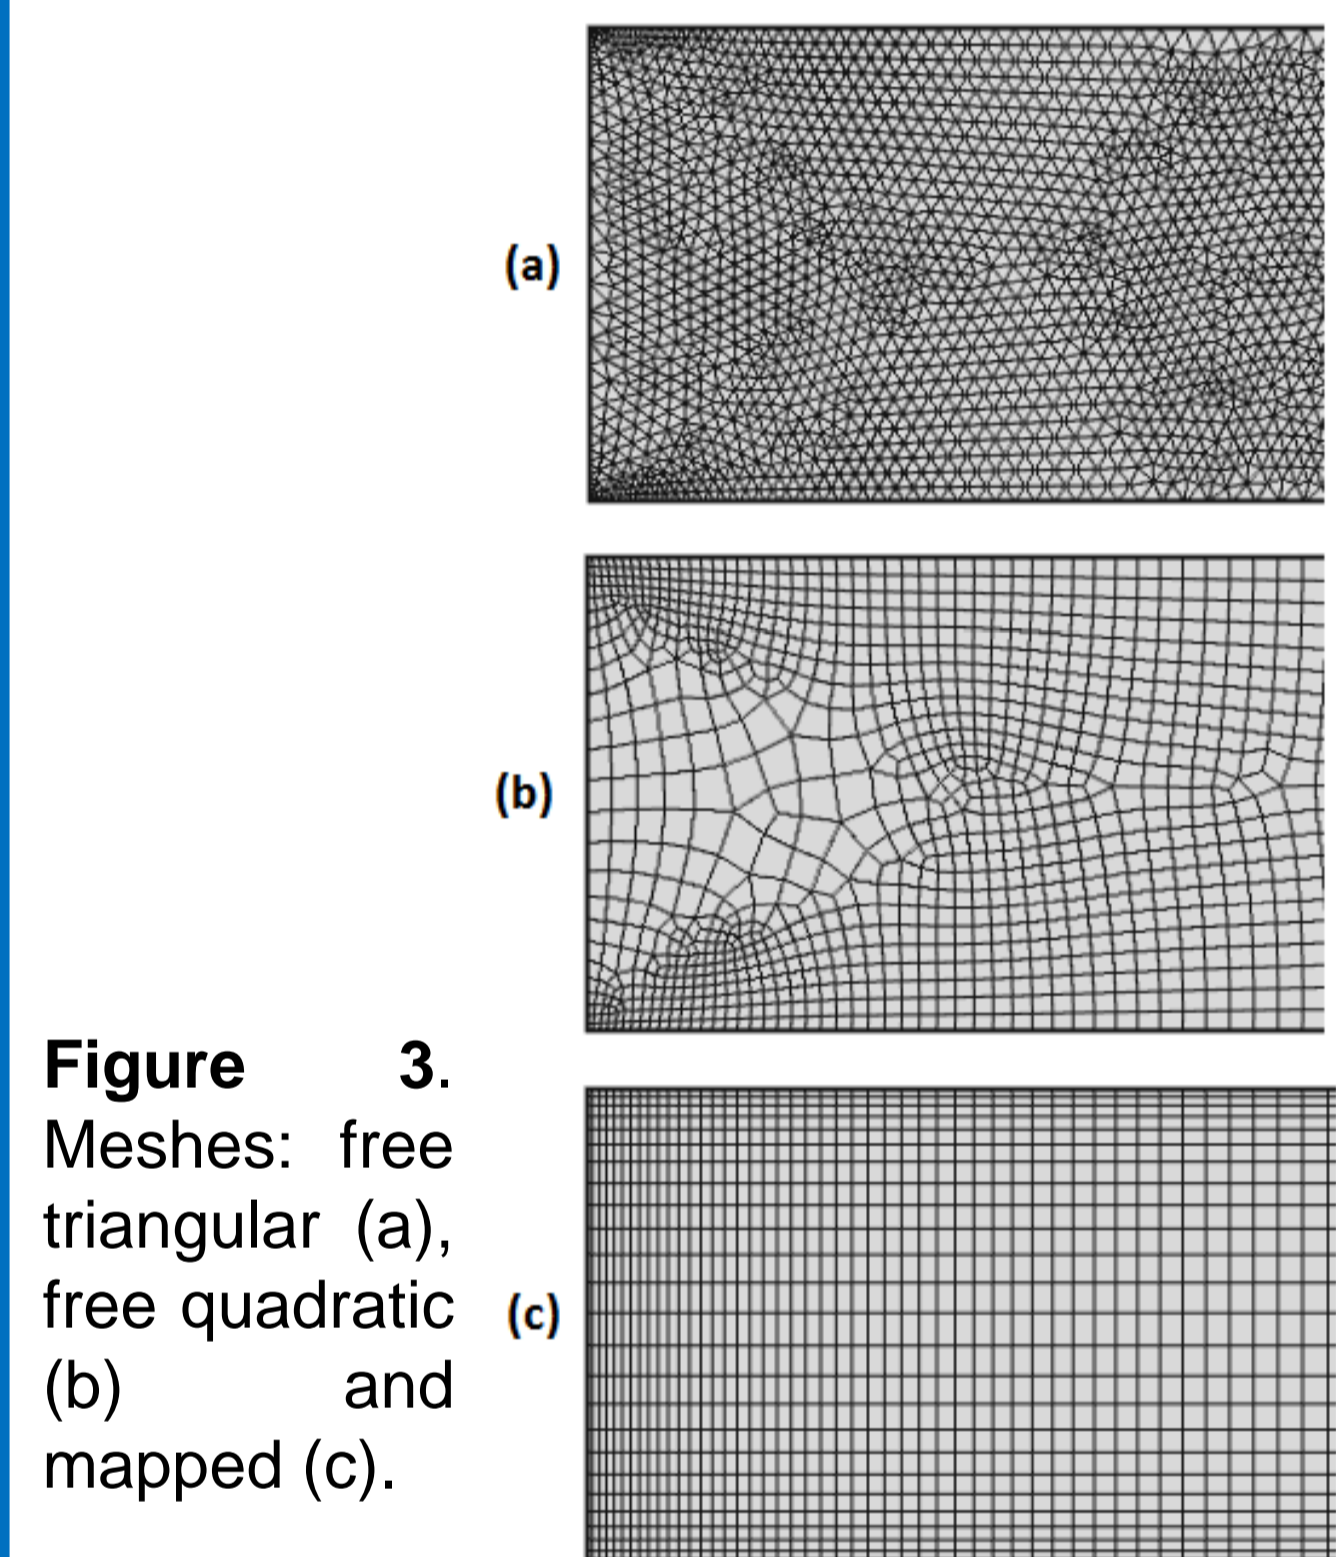 (a)
(b)
(c)
Figure 3.
Meshes: free
triangular (a),
free quadratic
(b) and
mapped (c).